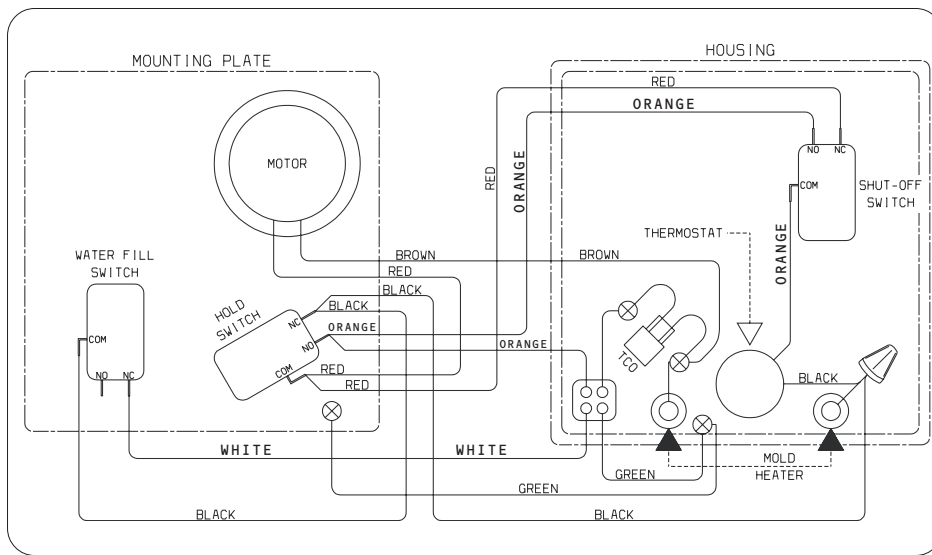 HOUSING
MOUNTING PLATE
RED
ORANGE
MOTOR
NO
NC
RED
ORANGE
COM
SHUT-OFF
SWITCH
THERMOSTAT
ORANGE
WATER FILL
SWITCH
BROWN
BROWN
RED
BLACK
BLACK
HOLD
SWITCH
NC
ORANGE
NO
ORANGE
COM
COM
RED
RED
TCO
NO
NC
BLACK
WHITE
WHITE
MOLD
HEATER
GREEN
GREEN
BLACK
BLACK